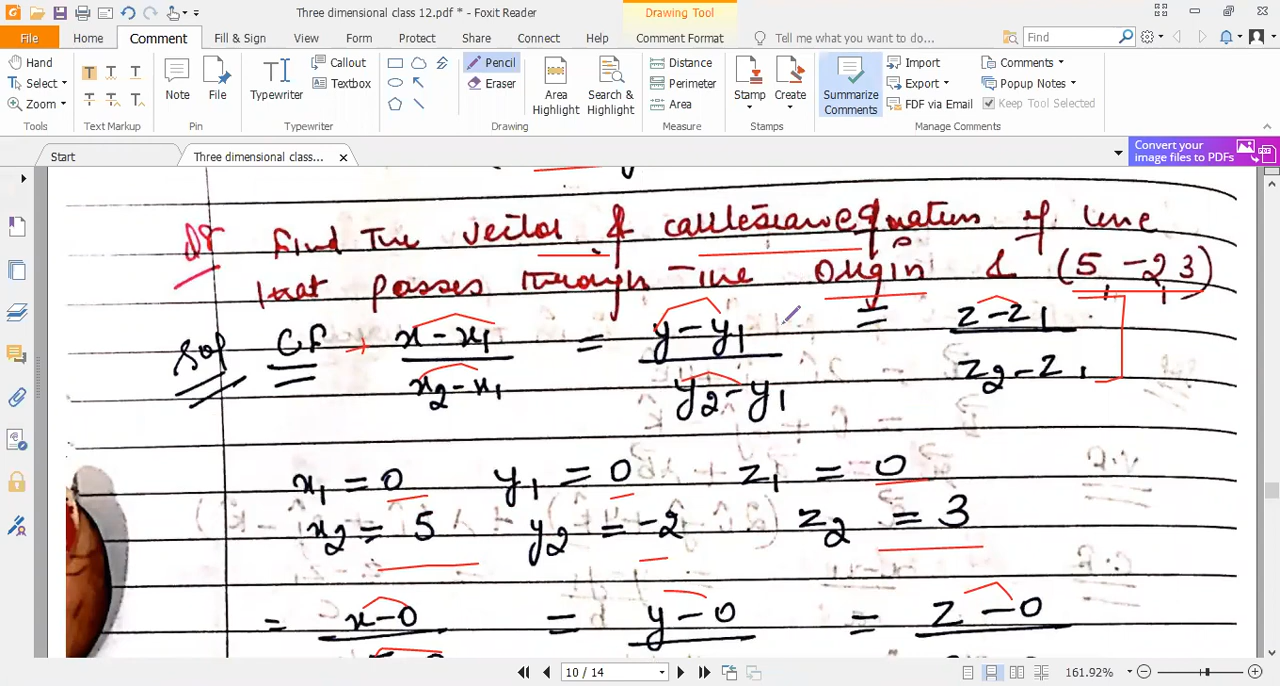 Three dimensional class 12.pdf * - Foxit Reader
Drawing Tool
File Home Comment Fill & Sign View Form Protect Share Connect Help Comment Format Tell me what you want to do... Find
Hand
Select
Zoom
Tools
Text Markup
Note
File
Pin
Typewriter
Callout
Textbox
Typewriter
Pencil
Eraser
Drawing
Area Highlight
Search & Highlight
Distance
Perimeter
Area
Measure
Stamp
Create
Stamps
Summarize Comments
Import
Export
FDF via Email
Comments
Popup Notes
Keep Tool Selected
Manage Comments
Start
Three dimensional class...
Convert your image files to PDFs
Find The vector & equation of line
that passes through the origin & (5, -2, 3)
Sol CF → x-x1 / x2-x1 = y-y1 / y2-y1 = z-z1 / z2-z1
x1 = 0 y1 = 0 z1 = 0
x2 = 5 y2 = -2 z2 = 3
= x-0 = y-0 = z-0
10 / 14
161.92%